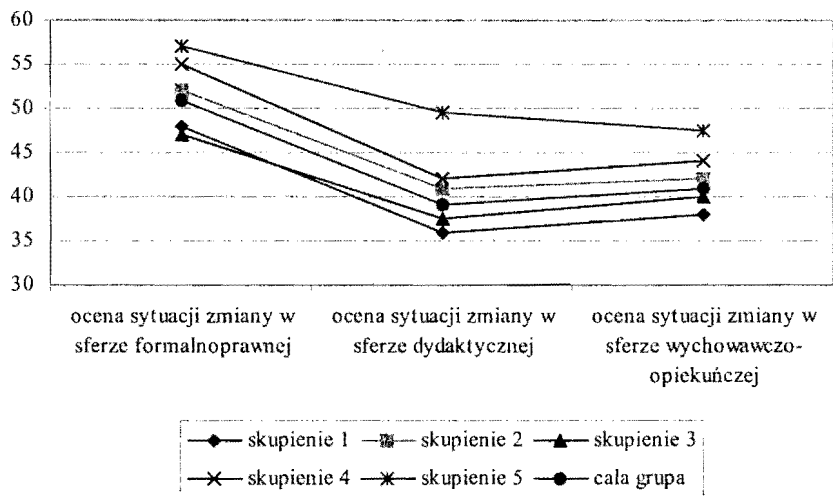 60
55
50
45
40
35
30
ocena sytuacji zmiany w
sferze formalnoprawnej
ocena sytuacji zmiany w
sferze dydaktycznej
ocena sytuacji zmiany w
sferze wychowawczo-
opiekuńczej
skupienie 1 skupienie 2 skupienie 3
skupienie 4 skupienie 5 cała grupa